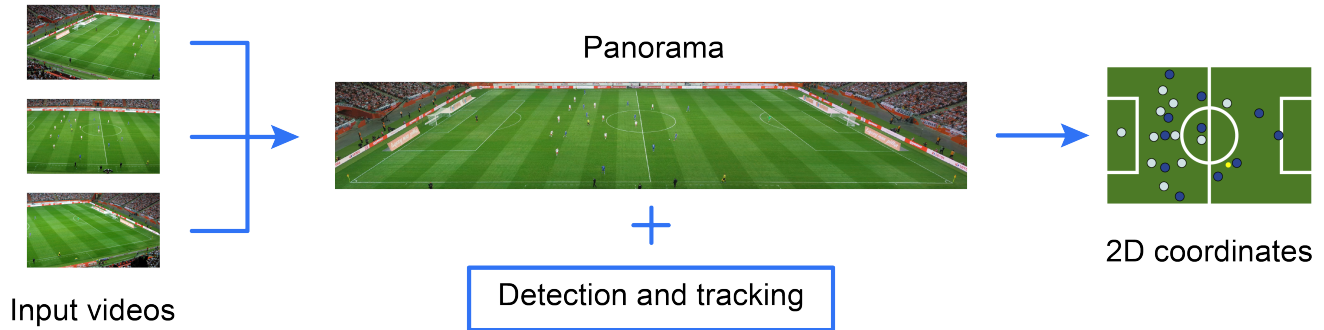 Panorama
Input videos
Detection and tracking
2D coordinates